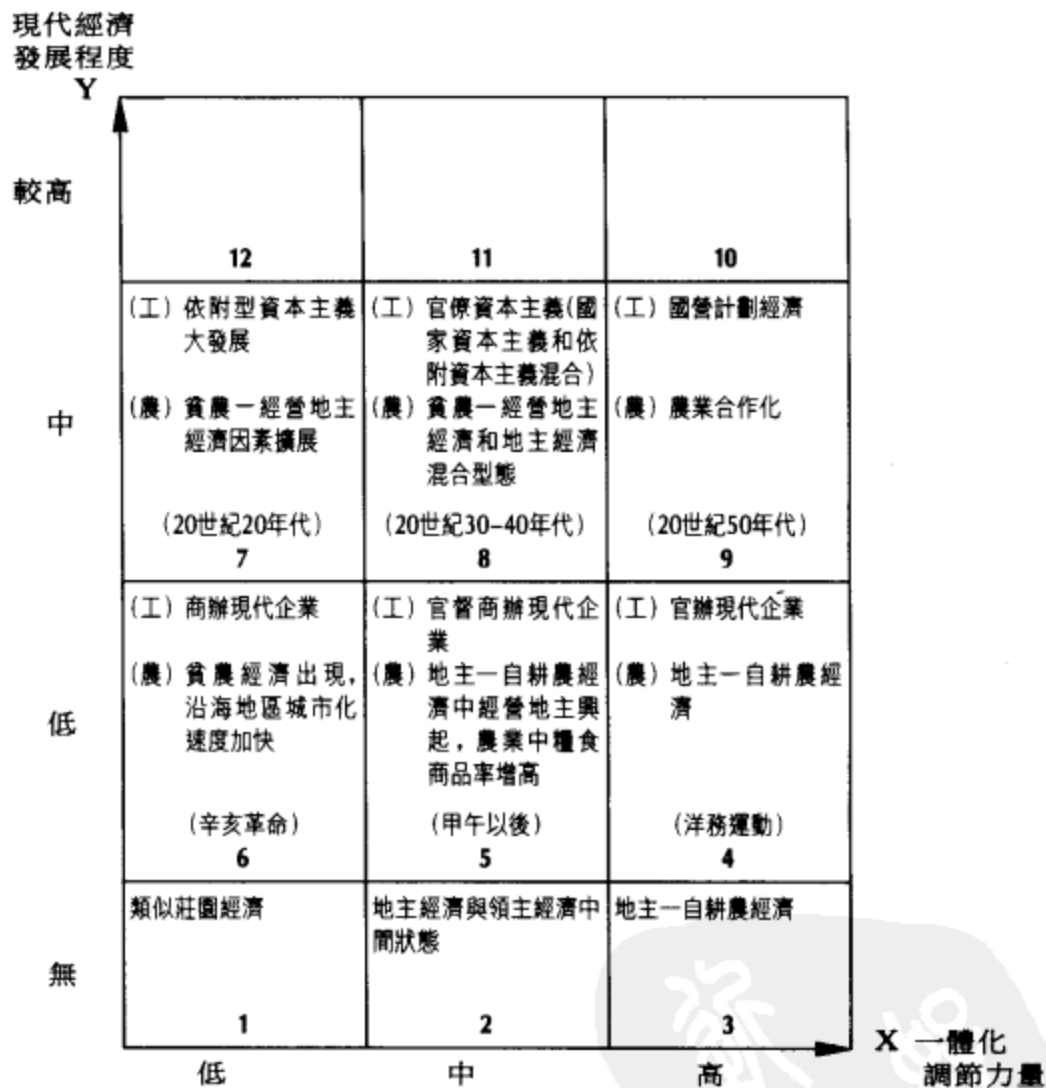 現代經濟
發展程度
Y
較高
12
11
10
中
(工) 依附型資本主義
大發展
(農) 貧農一經營地主
經濟因素擴展
(20世紀20年代)
7
(工) 官僚資本主義(國
家資本主義和依
附資本主義混合)
(農) 貧農一經營地主
經濟和地主經濟
混合型態
(20世紀30-40年代)
8
(工) 國營計劃經濟
(農) 農業合作化
(20世紀50年代)
9
低
(工) 商辦現代企業
(農) 貧農經濟出現,
沿海地區城市化
速度加快
(辛亥革命)
6
(工) 官督商辦現代企
業
(農) 地主一自耕農經
濟中經營地主興
起,農業中糧食
商品率增高
(甲午以後)
5
(工) 官辦現代企業
(農) 地主一自耕農經
濟
(洋務運動)
4
無
類似莊園經濟
1
地主經濟與領主經濟中
間狀態
2
地主一自耕農經濟
3
低
中
高
X 一體化
調節力量